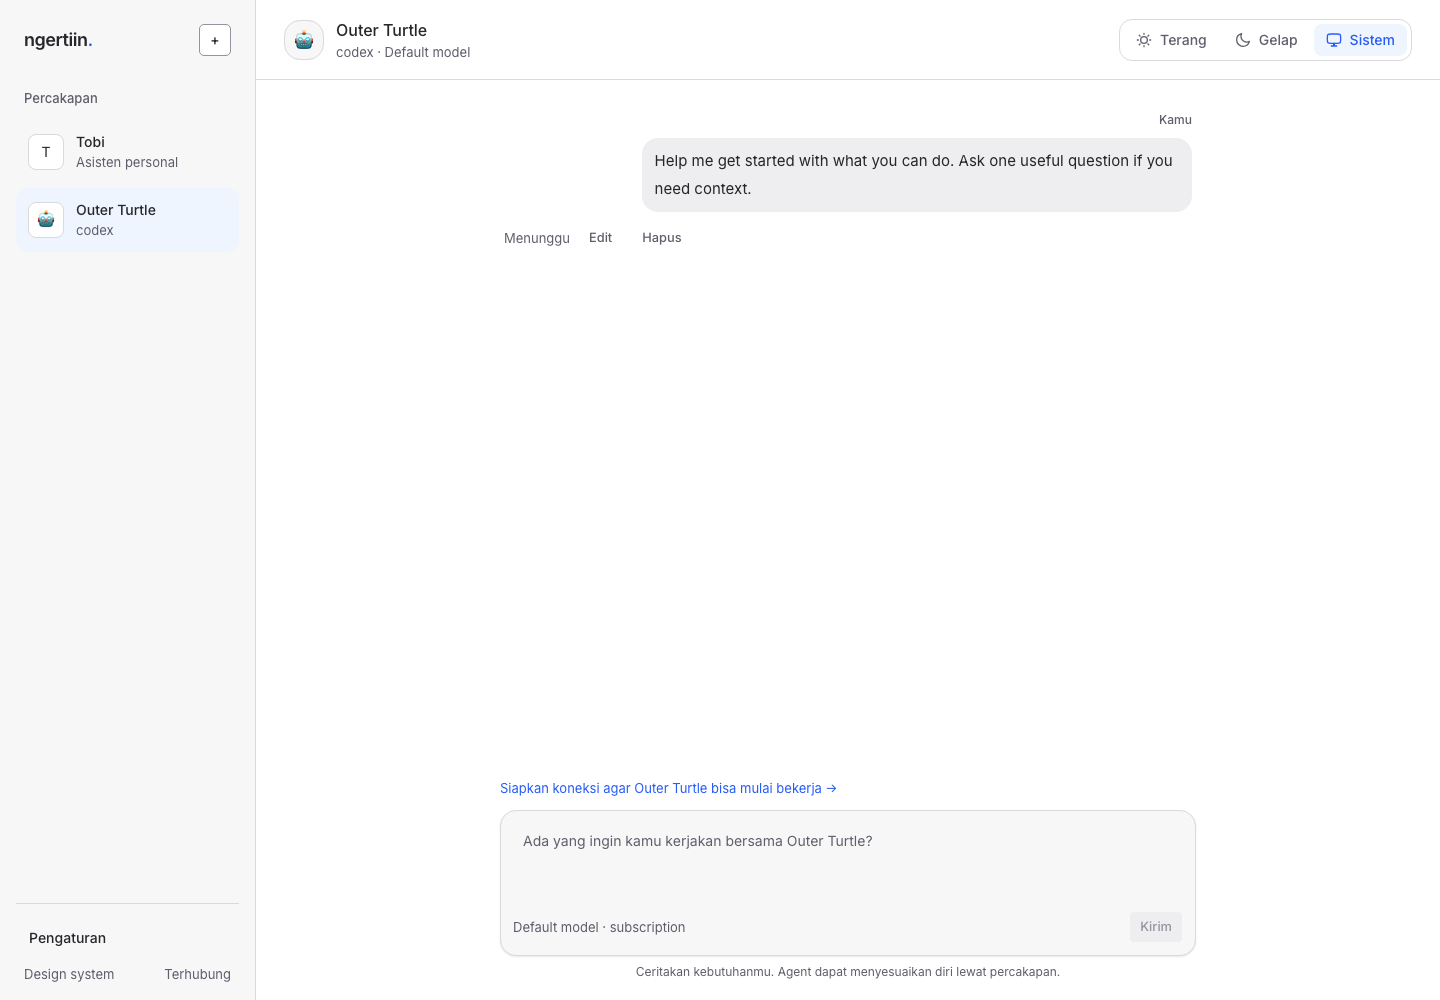 ngertiin.
+
Percakapan
T
Tobi
Asisten personal
Outer Turtle
codex
Pengaturan
Design system
Terhubung
Outer Turtle
codex · Default model
Terang
Gelap
Sistem
Kamu
Help me get started with what you can do. Ask one useful question if you
need context.
Menunggu
Edit
Hapus
Siapkan koneksi agar Outer Turtle bisa mulai bekerja →
Ada yang ingin kamu kerjakan bersama Outer Turtle?
Default model · subscription
Kirim
Ceritakan kebutuhanmu. Agent dapat menyesuaikan diri lewat percakapan.